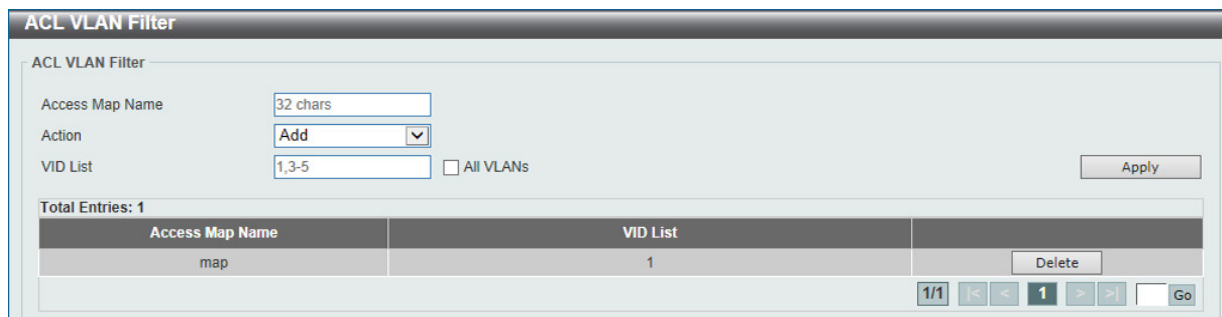 ACL VLAN Filter
ACL VLAN Filter
Access Map Name 32 chars
Action Add
VID List 1,3-5 All VLANs Apply
Total Entries: 1
Access Map Name VID List
map 1 Delete
1/1 |< < 1 > >| Go